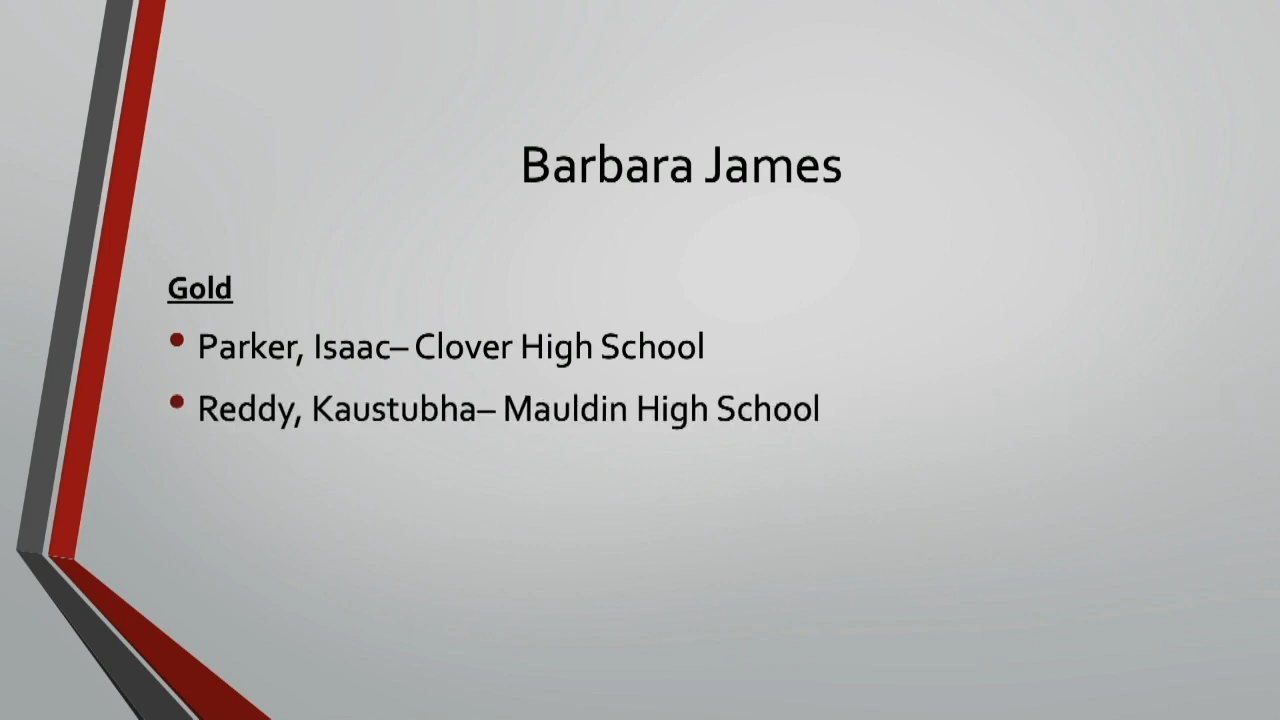 Barbara James
Gold
• Parker, Isaac– Clover High School
• Reddy, Kaustubha– Mauldin High School